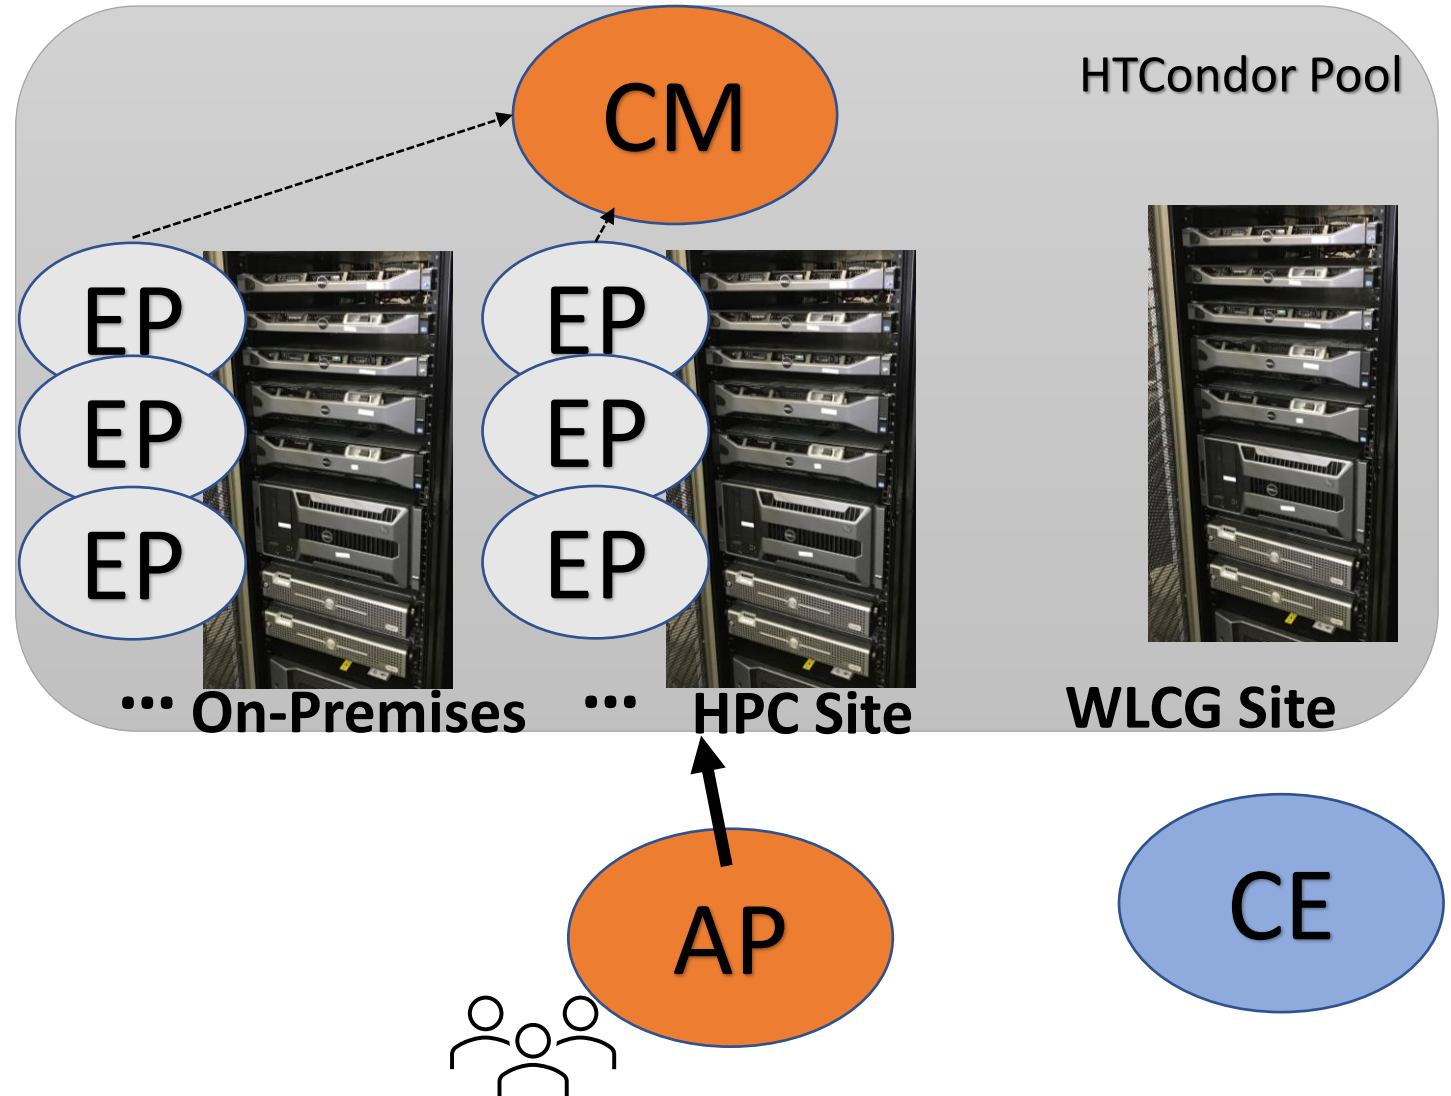 HTCondor Pool
CM
EP
EP
EP
EP
EP
EP
... On-Premises
... HPC Site
WLCG Site
AP
CE